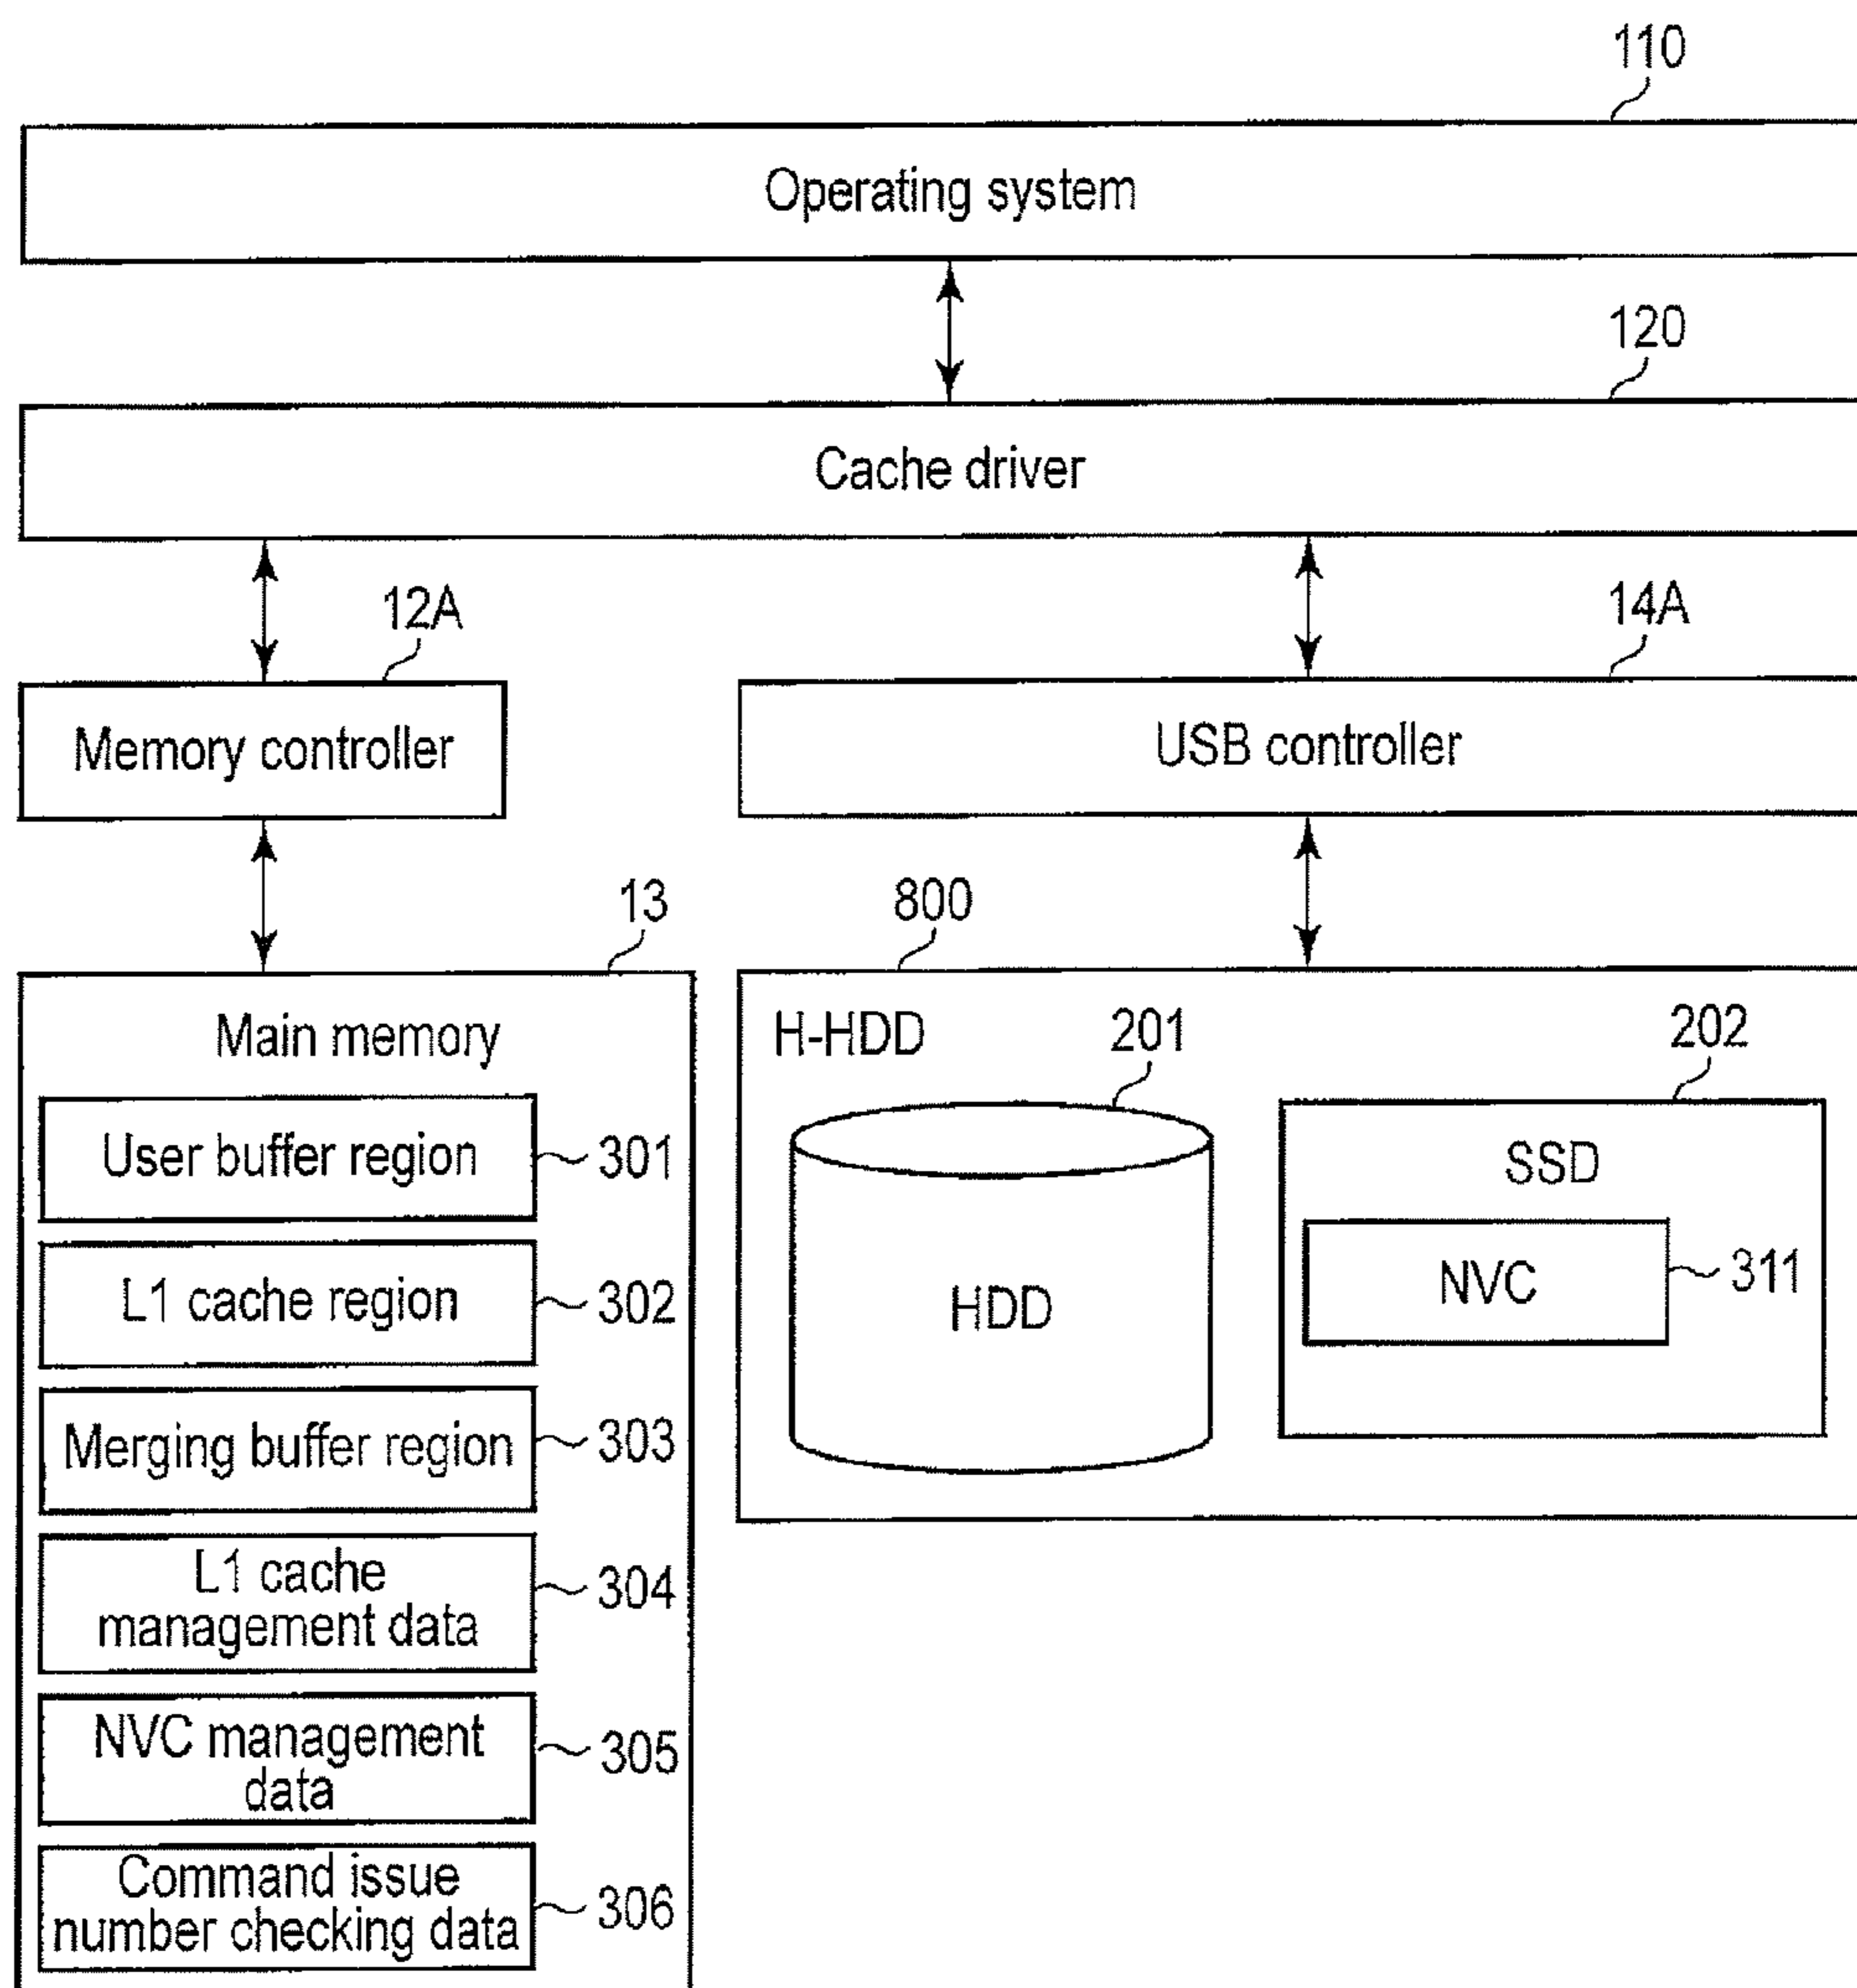 110
Operating system
120
Cache driver
12A
14A
Memory controller
USB controller
13
800
Main memory
H-HDD
201
202
User buffer region
301
SSD
L1 cache region
302
HDD
NVC
311
Merging buffer region
303
L1 cache
management data
304
NVC management
data
305
Command issue
number checking data
306